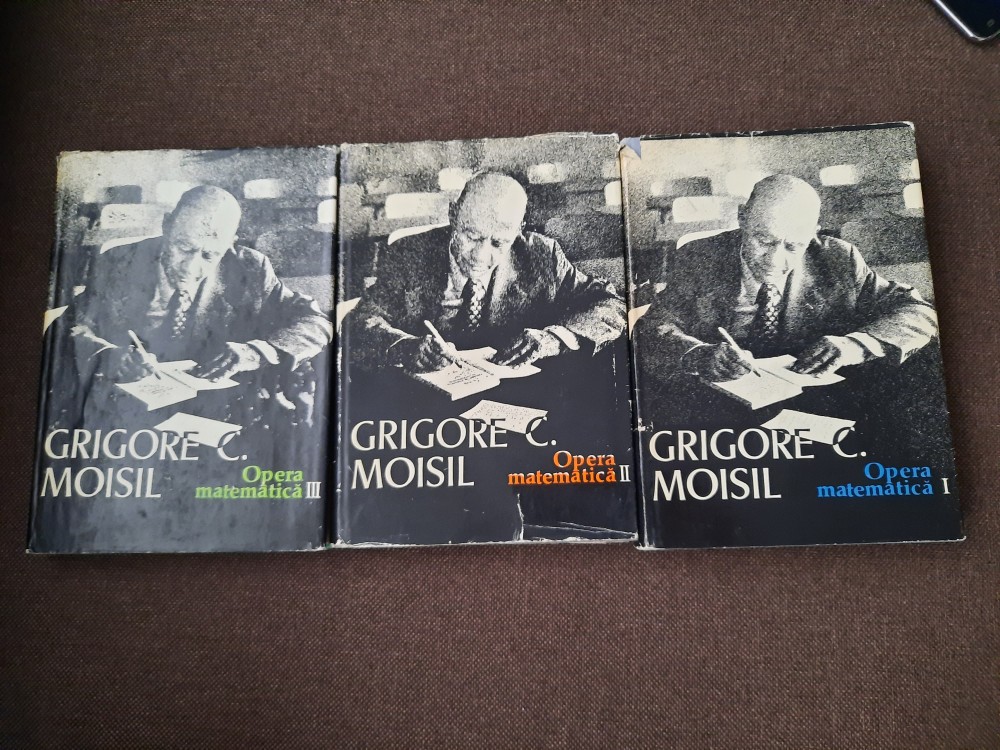 GRIGORE C.
MOISIL
Opera
matematică III
GRIGORE C.
MOISIL
Opera
matematică II
GRIGORE C.
MOISIL
Opera
matematică I